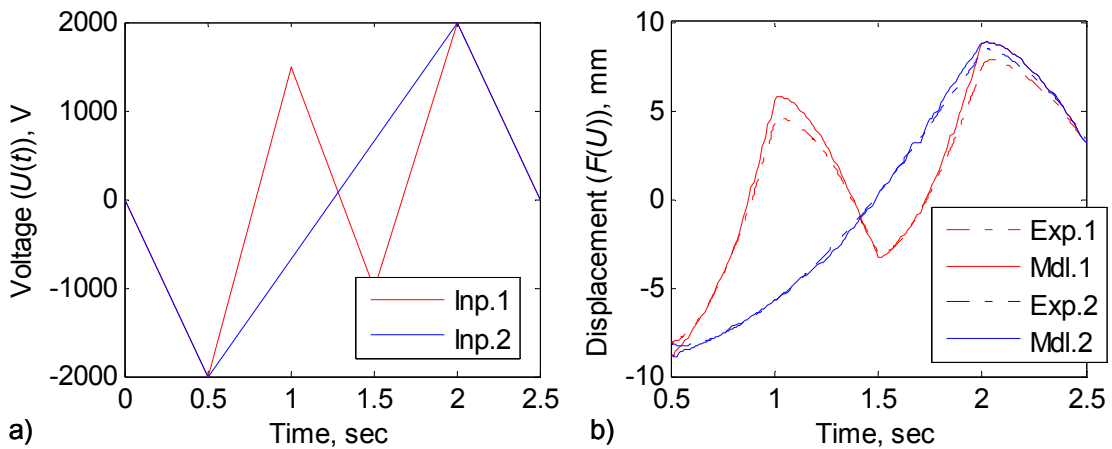 2000
1000
0
-1000
-2000
Voltage (U(t)), V
0 0.5 1 1.5 2 2.5
Time, sec
Inp.1
Inp.2
a)
10
5
0
-5
-10
Displacement (F(U)), mm
0.5 1 1.5 2 2.5
Time, sec
Exp.1
Mdl.1
Exp.2
Mdl.2
b)